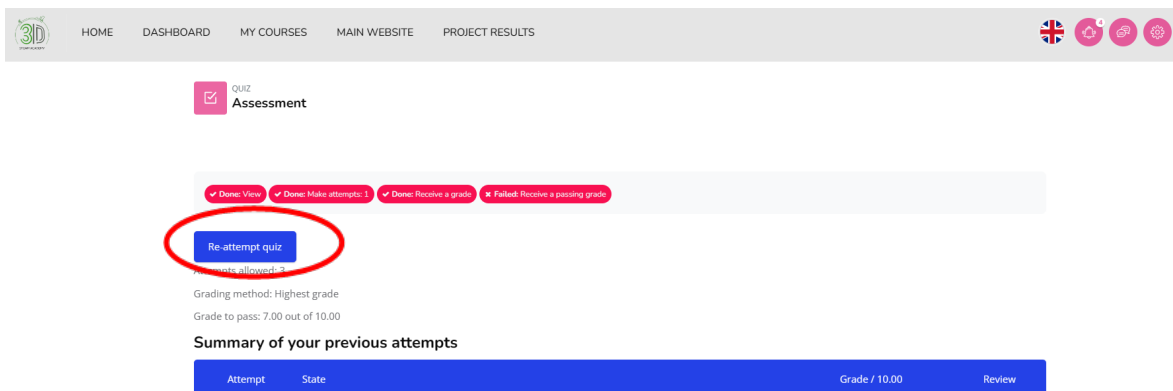 3D
HOME DASHBOARD MY COURSES MAIN WEBSITE PROJECT RESULTS
4
QUIZ
Assessment
Done: View Done: Make attempts: 1 Done: Receive a grade Failed: Receive a passing grade
Re-attempt quiz
Attempts allowed: 3
Grading method: Highest grade
Grade to pass: 7.00 out of 10.00
Summary of your previous attempts
Attempt State Grade / 10.00 Review